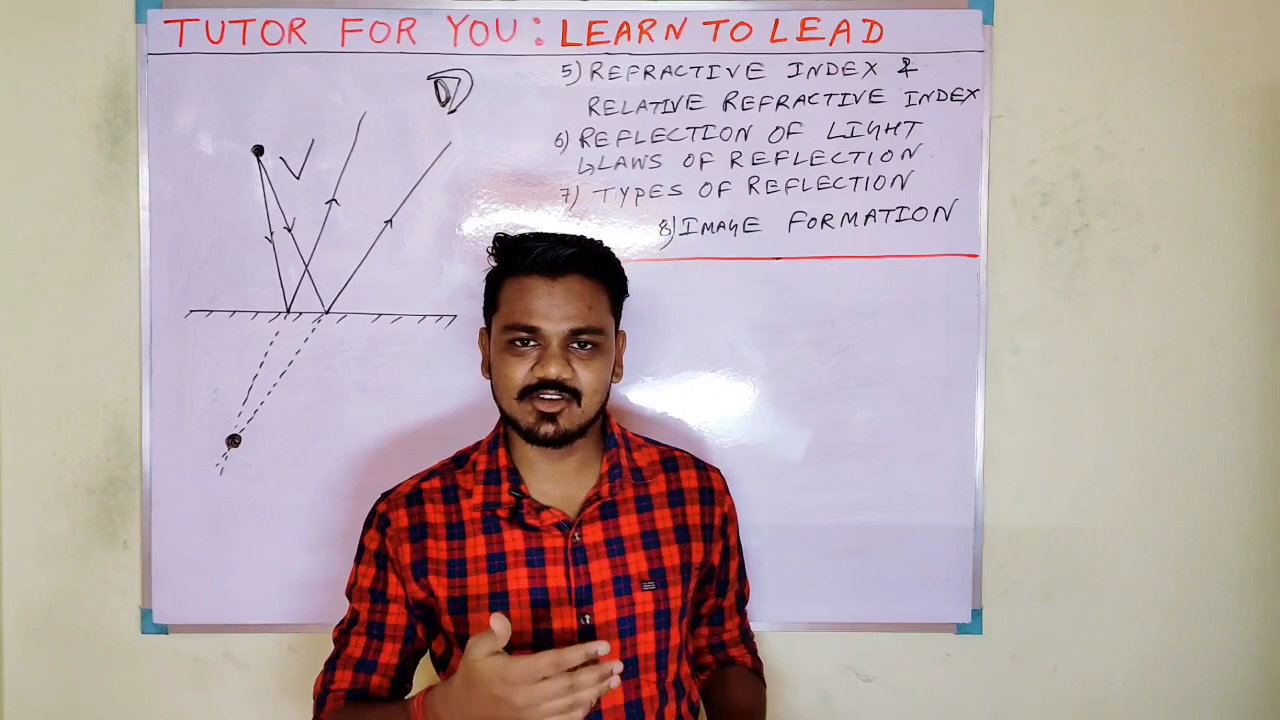 TUTOR FOR YOU: LEARN TO LEAD
5) REFRACTIVE INDEX &
RELATIVE REFRACTIVE INDEX
6) REFLECTION OF LIGHT
↳LAWS OF REFLECTION
7) TYPES OF REFLECTION
8) IMAGE FORMATION